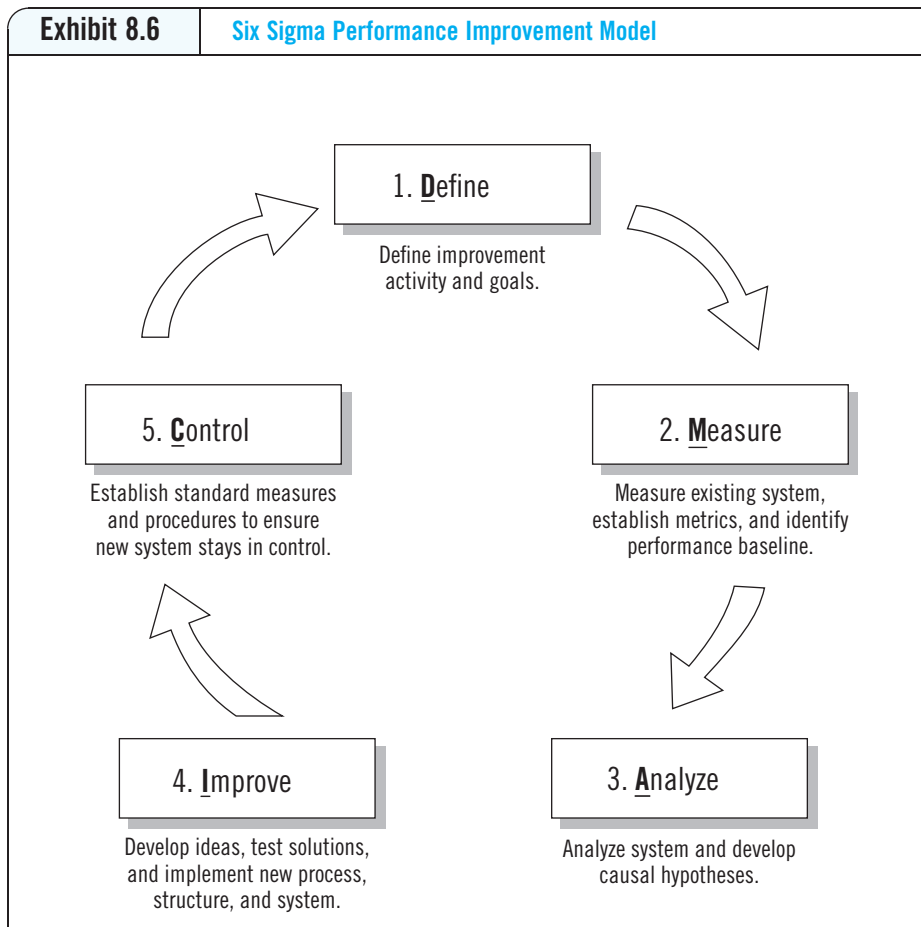 Exhibit 8.6
Six Sigma Performance Improvement Model
1. Define
Define improvement
activity and goals.
2. Measure
Measure existing system,
establish metrics, and identify
performance baseline.
3. Analyze
Analyze system and develop
causal hypotheses.
4. Improve
Develop ideas, test solutions,
and implement new process,
structure, and system.
5. Control
Establish standard measures
and procedures to ensure
new system stays in control.